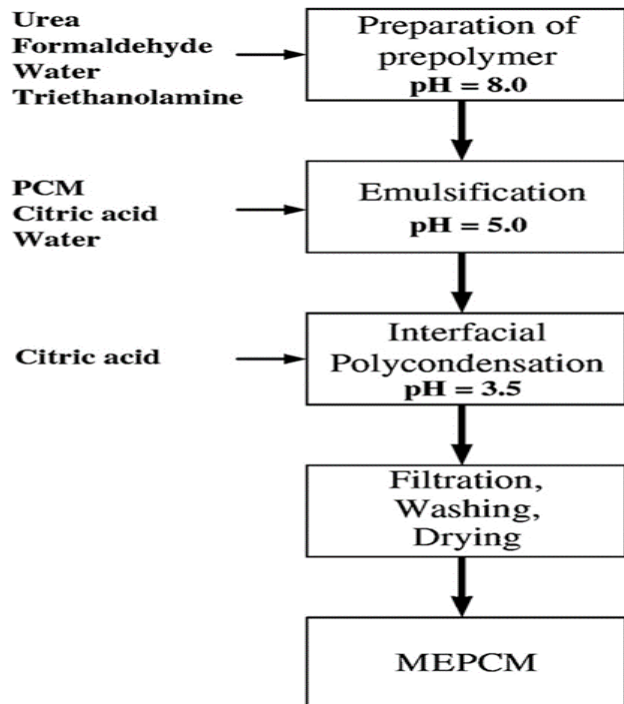 Urea
Formaldehyde
Water
Triethanolamine
Preparation of
prepolymer
pH = 8.0
PCM
Citric acid
Water
Emulsification
pH = 5.0
Citric acid
Interfacial
Polycondensation
pH = 3.5
Filtration,
Washing,
Drying
MEPCM